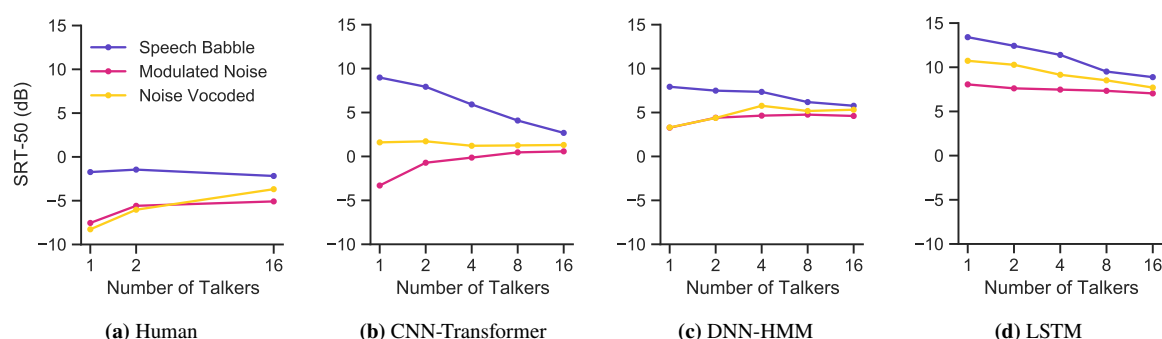 15 15 15 15
10 10 10 10
5 5 5 5
0 0 0 0
−5 −5 −5 −5
−10 −10 −10 −10
SRT-50 (dB)
Speech Babble
Modulated Noise
Noise Vocoded
1 2 16 1 2 4 8 16 1 2 4 8 16 1 2 4 8 16
Number of Talkers Number of Talkers Number of Talkers Number of Talkers
(a) Human (b) CNN-Transformer (c) DNN-HMM (d) LSTM